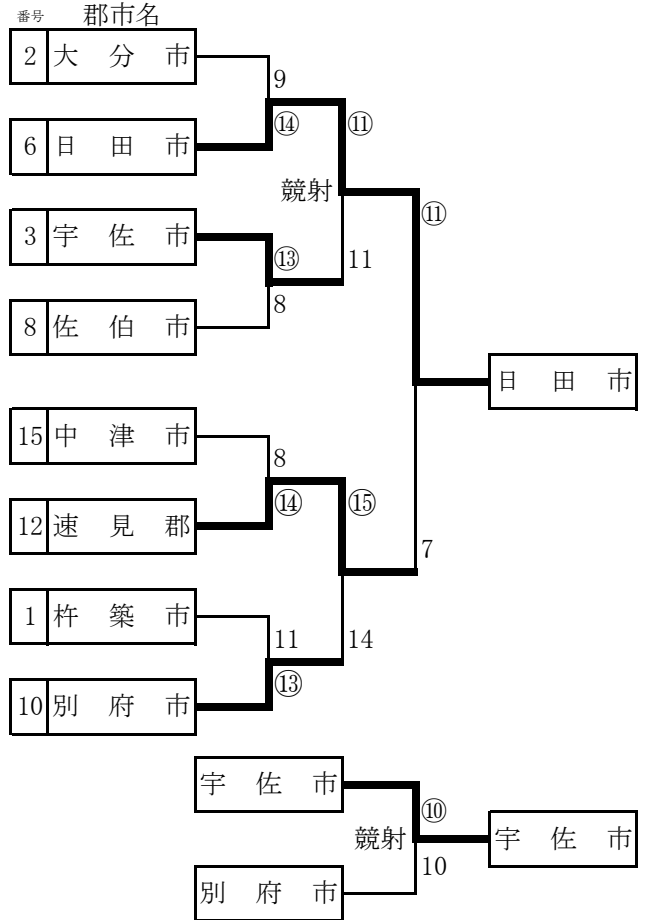 番号 郡市名
2 大分市
9
⑭ ⑪
6 日田市
競射
⑪
3 宇佐市
⑬ 11
8
8 佐伯市
日田市
15 中津市
8
⑭ ⑮
12 速見郡
7
1 杵築市
11 14
⑬
10 別府市
宇佐市
⑩
競射 宇佐市
10
別府市